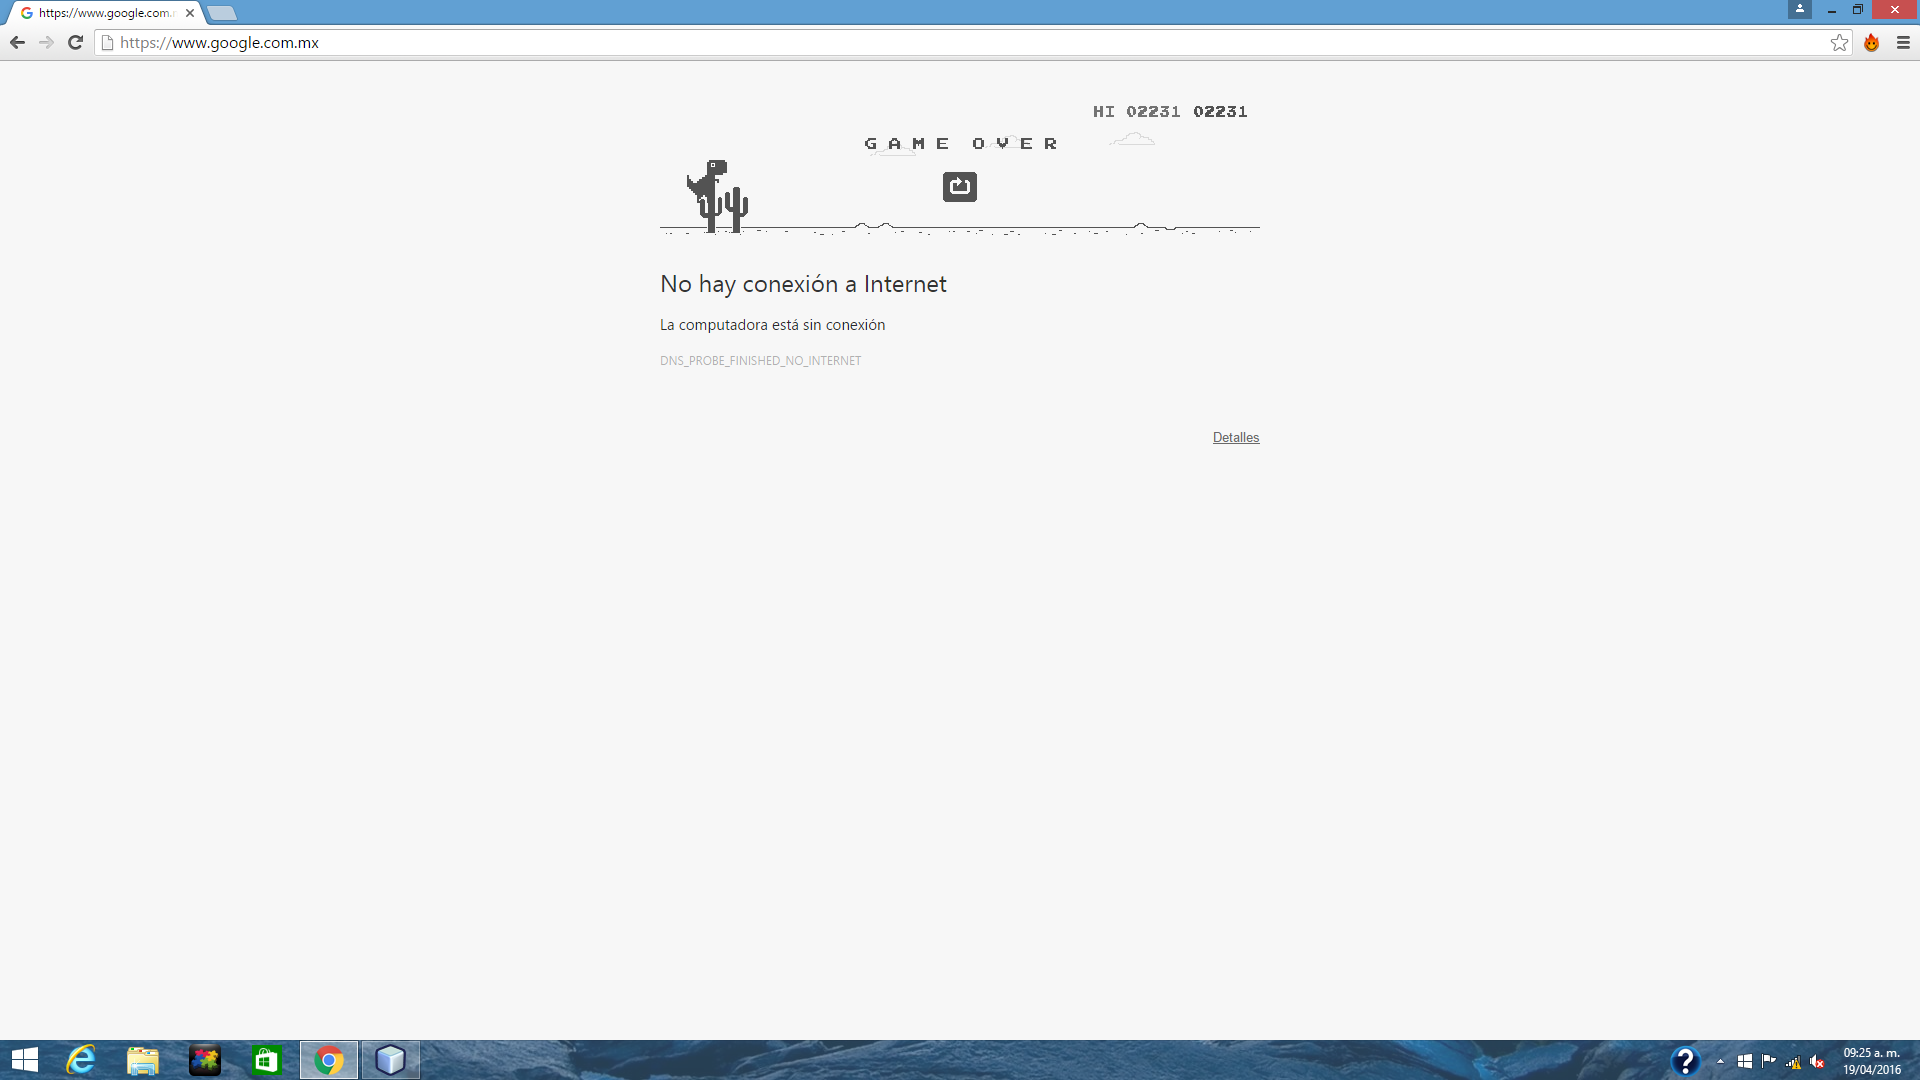 https://www.google.com.
https://www.google.com.mx
HI 02231 02231
GAME OVER
No hay conexión a Internet
La computadora está sin conexión
DNS_PROBE_FINISHED_NO_INTERNET
Detalles
09:25 a. m.
19/04/2016